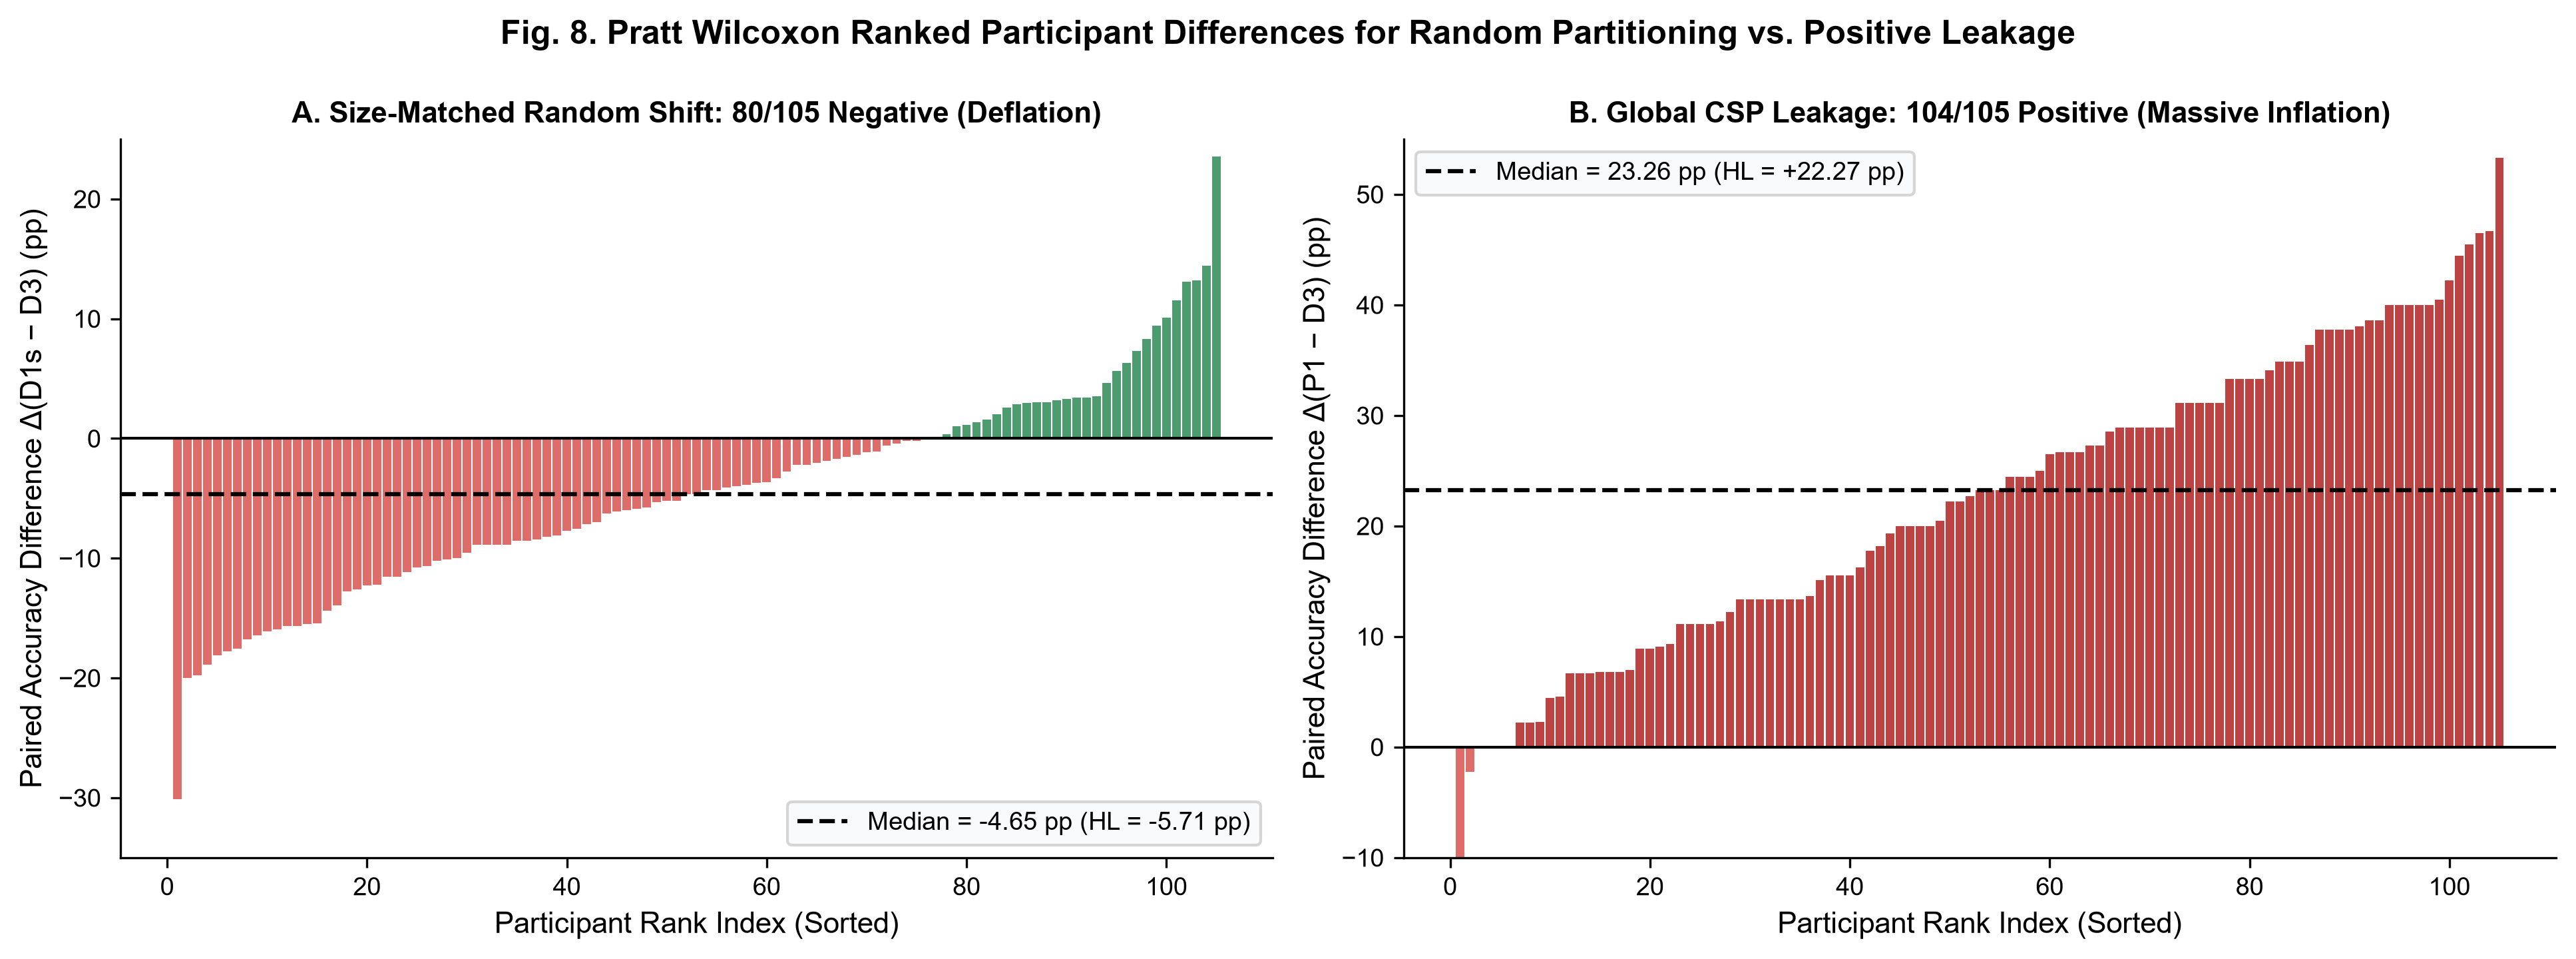 Fig. 8. Pratt Wilcoxon Ranked Participant Differences for Random Partitioning vs. Positive Leakage
A. Size-Matched Random Shift: 80/105 Negative (Deflation)
Paired Accuracy Difference Δ(D1s − D3) (pp)
20
10
0
−10
−20
−30
Median = -4.65 pp (HL = -5.71 pp)
0 20 40 60 80 100
Participant Rank Index (Sorted)
B. Global CSP Leakage: 104/105 Positive (Massive Inflation)
Paired Accuracy Difference Δ(P1 − D3) (pp)
Median = 23.26 pp (HL = +22.27 pp)
50
40
30
20
10
0
−10
0 20 40 60 80 100
Participant Rank Index (Sorted)